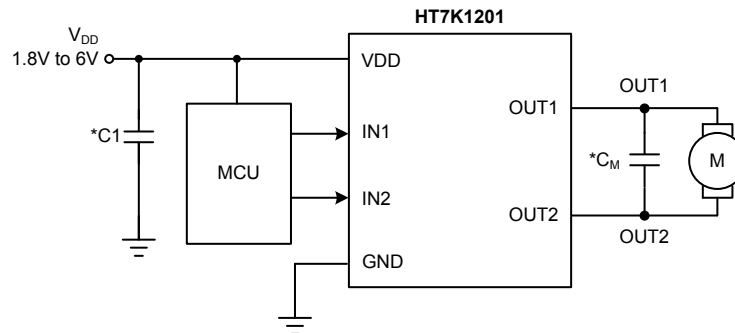 HT7K1201
VDD
1.8V to 6V
VDD
*C1
MCU
IN1
IN2
GND
OUT1
OUT2
OUT1
*CM
M
OUT2